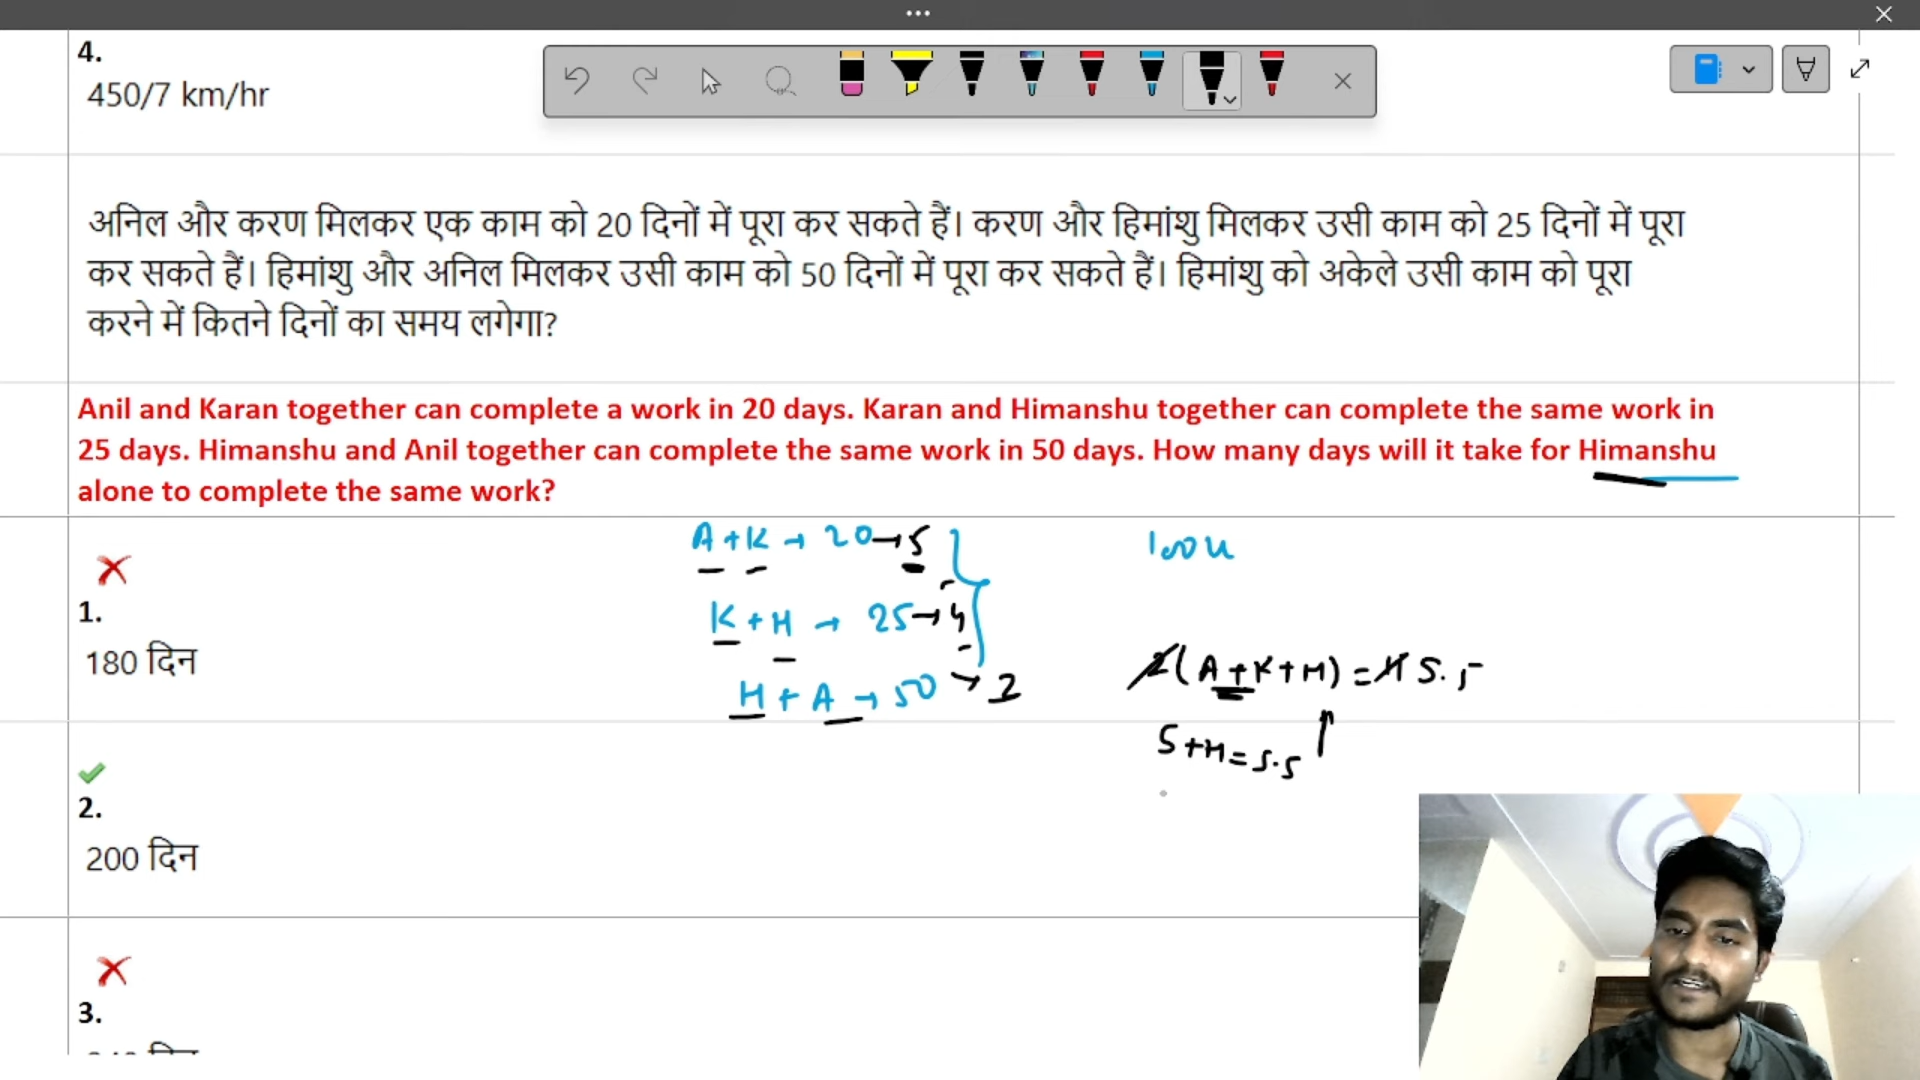 4.
450/7 km/hr
अनिल और करण मिलकर एक काम को 20 दिनों में पूरा कर सकते हैं। करण और हिमांशु मिलकर उसी काम को 25 दिनों में पूरा
कर सकते हैं। हिमांशु और अनिल मिलकर उसी काम को 50 दिनों में पूरा कर सकते हैं। हिमांशु को अकेले उसी काम को पूरा
करने में कितने दिनों का समय लगेगा?
Anil and Karan together can complete a work in 20 days. Karan and Himanshu together can complete the same work in
25 days. Himanshu and Anil together can complete the same work in 50 days. How many days will it take for Himanshu
alone to complete the same work?
A + K → 20 → 5
100u
K + H → 25 → 4
H + A → 50 → 2
2(A+K+H) = 11 5.5
5+H=5.5
1.
180 दिन
2.
200 दिन
3.
दिन